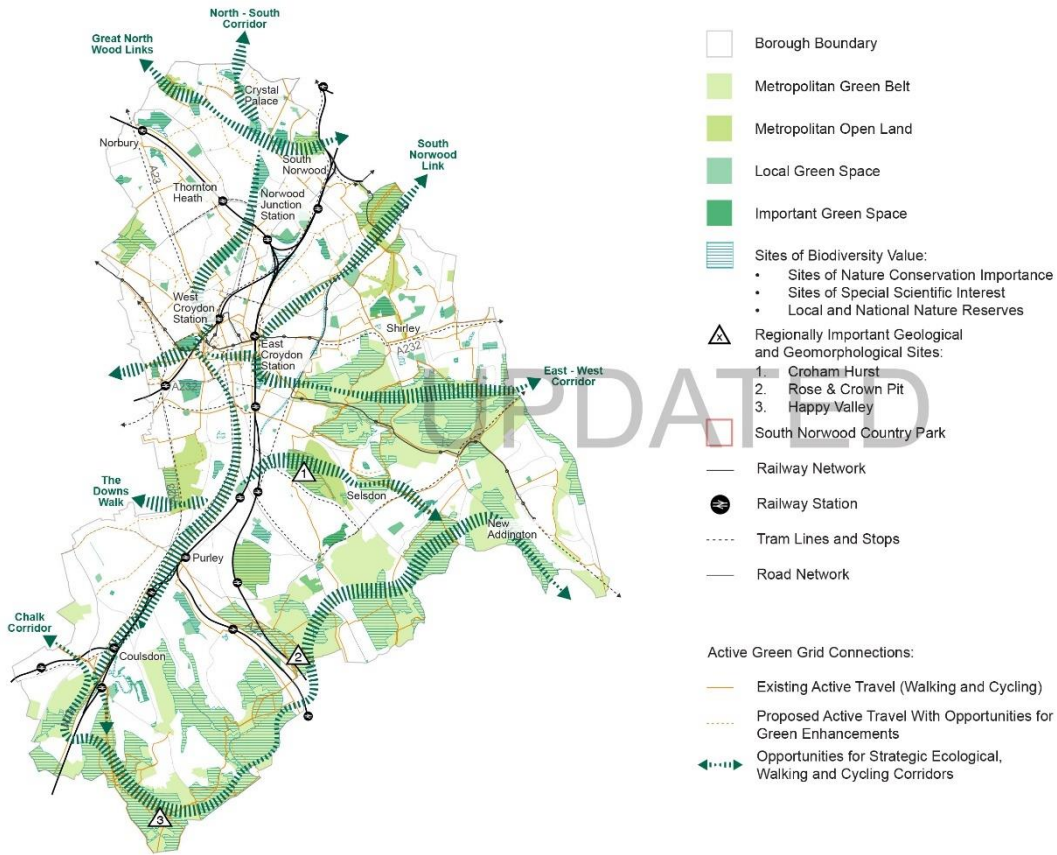 North - South
Corridor
Great North
Wood Links
Crystal
Palace
Norbury
A23
South
Norwood
South
Norwood
Link
Thornton
Heath
Norwood
Junction
Station
West
Croydon
Station
Shirley
A232
East
Croydon
Station
A232
East - West
Corridor
1
Selsdon
The
Downs
Walk
A23
New
Addington
Purley
Chalk
Corridor
A22
2
Coulsdon
3
UPDATED
Borough Boundary
Metropolitan Green Belt
Metropolitan Open Land
Local Green Space
Important Green Space
Sites of Biodiversity Value:
• Sites of Nature Conservation Importance
• Sites of Special Scientific Interest
• Local and National Nature Reserves
x
Regionally Important Geological
and Geomorphological Sites:
1. Croham Hurst
2. Rose & Crown Pit
3. Happy Valley
South Norwood Country Park
Railway Network
Railway Station
Tram Lines and Stops
Road Network
Active Green Grid Connections:
Existing Active Travel (Walking and Cycling)
Proposed Active Travel With Opportunities for
Green Enhancements
Opportunities for Strategic Ecological,
Walking and Cycling Corridors